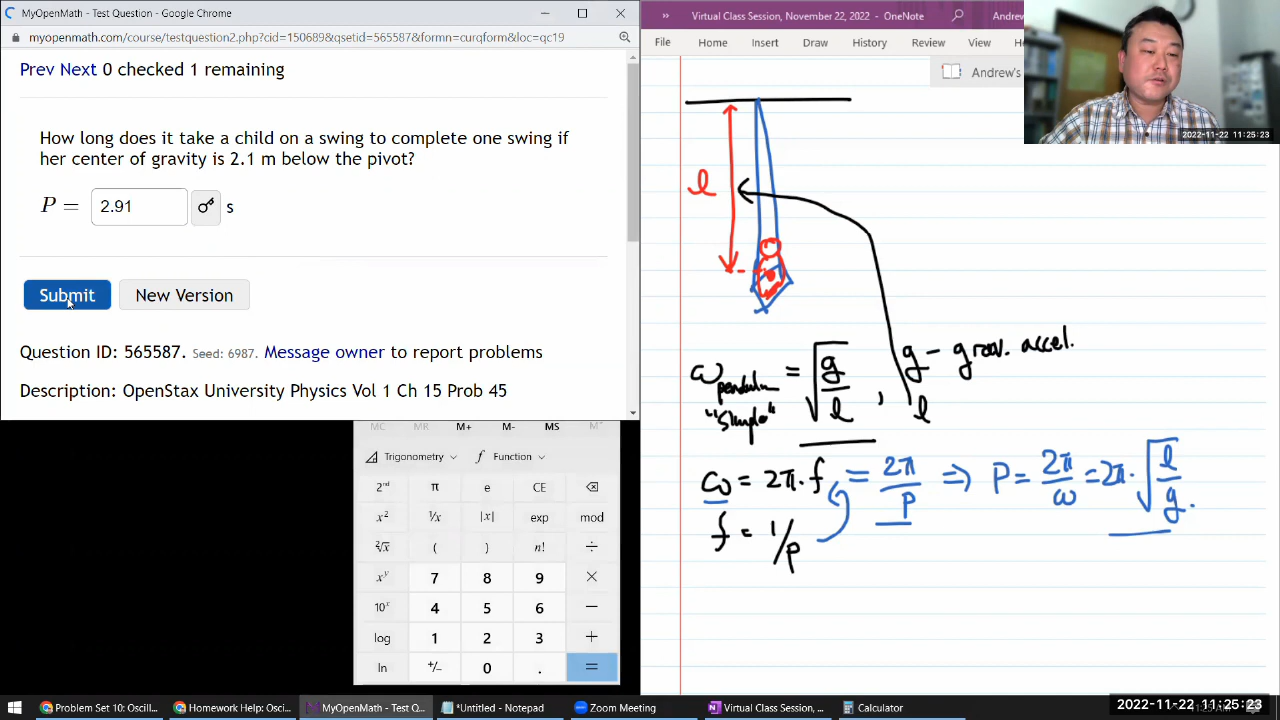 MyOpenMath - Test Question - Google Chrome
myopenmath.com/course/testquestion2.php?cid=150689&qsetid=565587&formn=curqform&loc=qc19
Prev Next 0 checked 1 remaining
How long does it take a child on a swing to complete one swing if
her center of gravity is 2.1 m below the pivot?
P = 2.91 s
Submit New Version
Question ID: 565587. Seed: 6987. Message owner to report problems
Description: OpenStax University Physics Vol 1 Ch 15 Prob 45
MC MR M+ M- MS M˅
Trigonometry Function
2ⁿᵈ π e CE
x² ¹/x |x| exp mod
²√x ( ) n! ÷
xʸ 7 8 9 ×
10ˣ 4 5 6 −
log 1 2 3 +
ln +/− 0 . =
» Virtual Class Session, November 22, 2022 - OneNote Andrew
File Home Insert Draw History Review View
Andrew's
2022-11-22 11:25:23
l
ω pendulum "simple" = √(g/l) , g - grav. accel.
l
ω = 2π·f = 2π/P ⇒ P = 2π/ω = 2π·√(l/g).
f = 1/P
Problem Set 10: Oscill... Homework Help: Osci... MyOpenMath - Test Q... *Untitled - Notepad Zoom Meeting Virtual Class Session, ... Calculator
2022-11-22 11:25:23